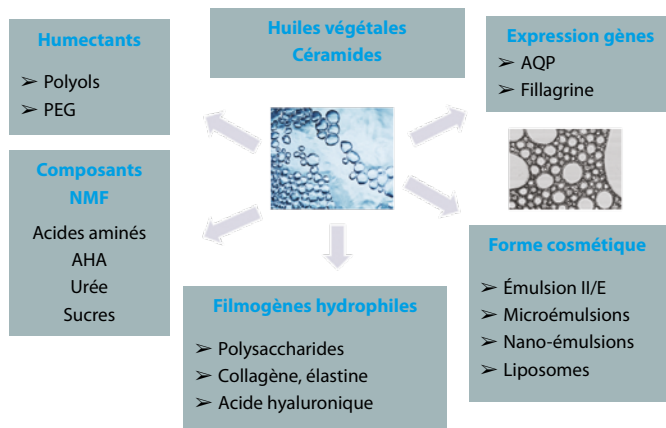 Humectants
➢ Polyols
➢ PEG
Huiles végétales
Céramides
Expression gènes
➢ AQP
➢ Fillagrine
Composants
NMF
Acides aminés
AHA
Urée
Sucres
Filmogènes hydrophiles
➢ Polysaccharides
➢ Collagène, élastine
➢ Acide hyaluronique
Forme cosmétique
➢ Émulsion II/E
➢ Microémulsions
➢ Nano-émulsions
➢ Liposomes